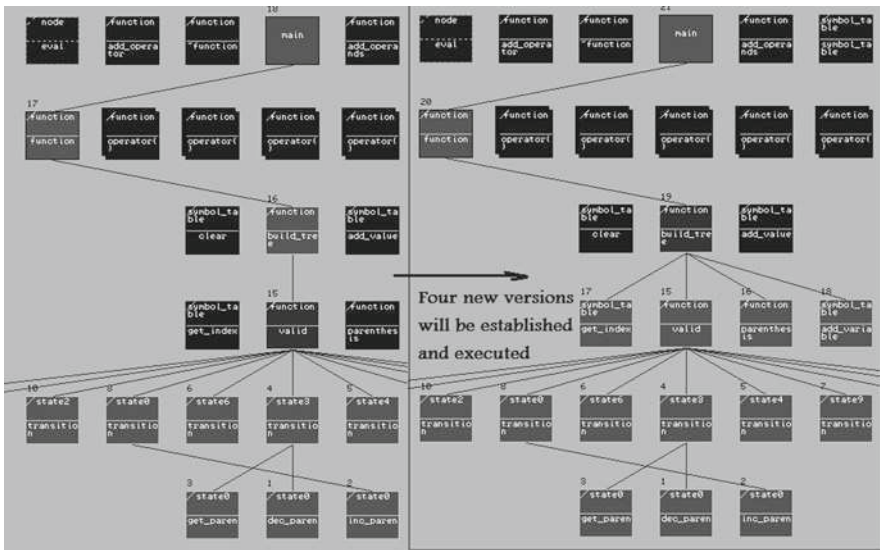 18
node
eval
function
add_operator
function
~function
main
function
add_operands
17
function
function
function
operator()
function
operator()
function
operator()
function
operator()
16
symbol_table
clear
function
build_tree
symbol_table
add_value
15
symbol_table
get_index
function
valid
function
parenthesis
10
state2
transition
8
state0
transition
6
state6
transition
4
state3
transition
5
state4
transition
3
state0
get_paren
1
state0
dec_paren
2
state0
inc_paren
Four new versions
will be established
and executed
21
node
eval
function
add_operator
function
~function
main
function
add_operands
symbol_table
symbol_table
20
function
function
function
operator()
function
operator()
function
operator()
function
operator()
function
operator()
19
symbol_table
clear
function
build_tree
symbol_table
add_value
17
symbol_table
get_index
15
function
valid
16
function
parenthesis
18
symbol_table
add_variable
10
state2
transition
8
state0
transition
6
state6
transition
4
state3
transition
5
state4
transition
7
state9
transition
3
state0
get_paren
1
state0
dec_paren
2
state0
inc_paren